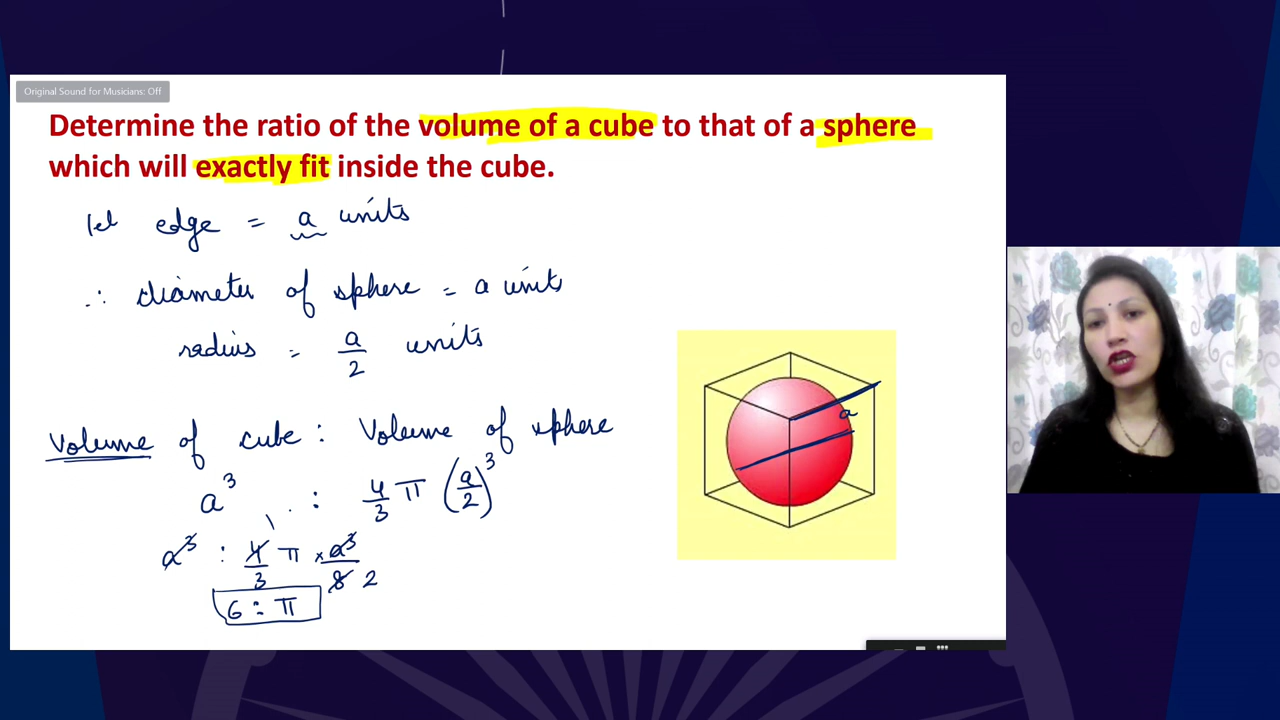 Original Sound for Musicians: Off
Determine the ratio of the volume of a cube to that of a sphere
which will exactly fit inside the cube.
let edge = a units
∴ diameter of sphere = a units
radius = a/2 units
Volume of cube : Volume of sphere
a³ : 4/3 π (a/2)³
a
a³ : 4/3 π × a³/8 1 2
6 : π